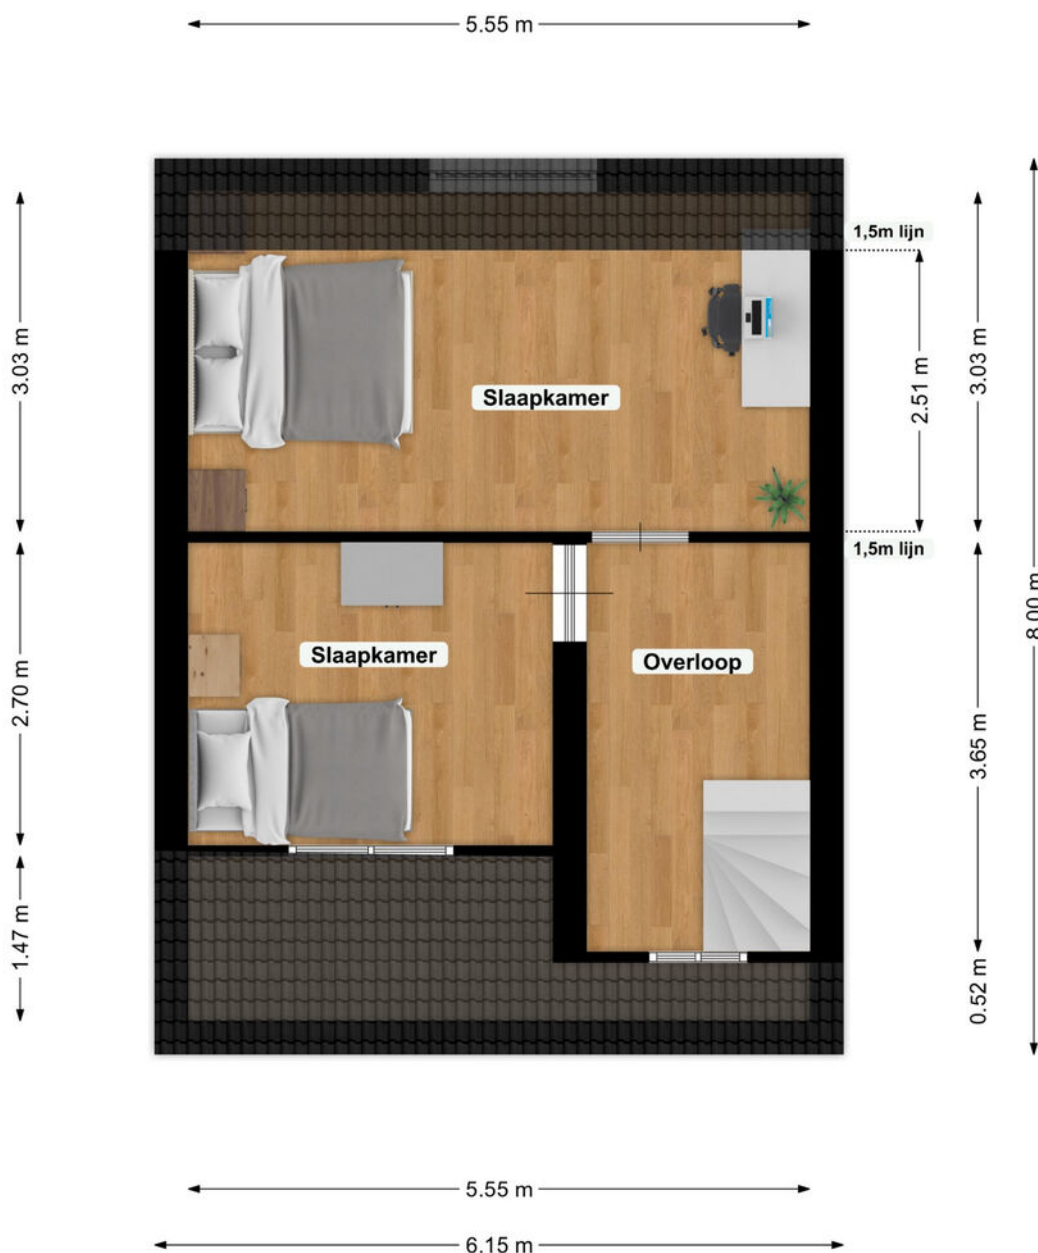 5.55 m
1,5m lijn
3.03 m
3.03 m
2.51 m
Slaapkamer
1,5m lijn
8.00 m
Slaapkamer
Overloop
2.70 m
3.65 m
1.47 m
0.52 m
5.55 m
6.15 m